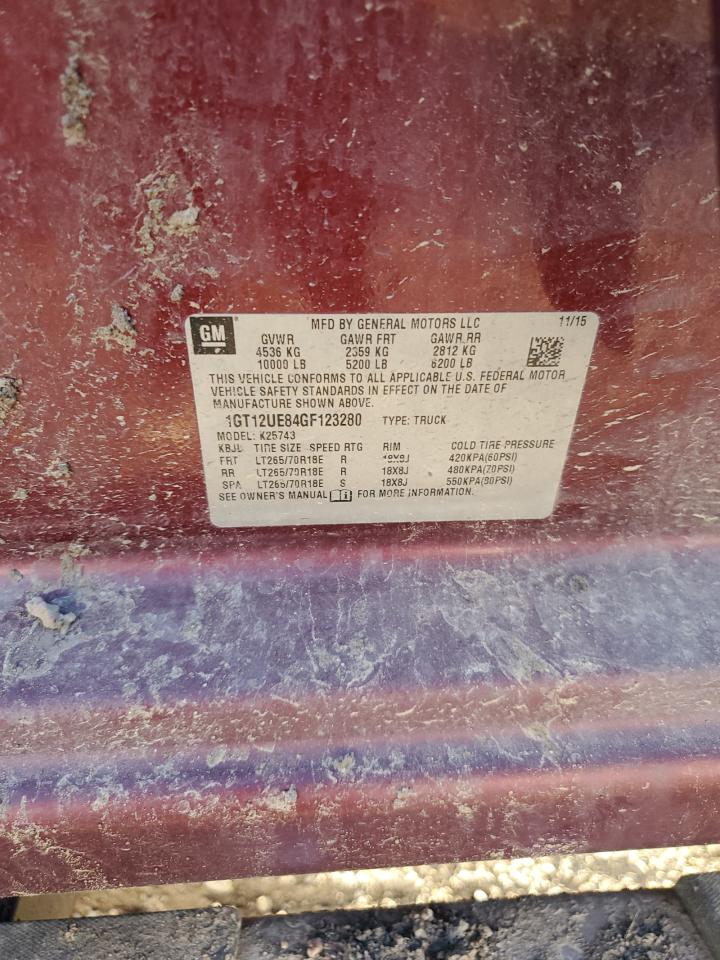 GM MFD BY GENERAL MOTORS LLC 11/15
GVWR GAWR FRT GAWR RR
4536 KG 2359 KG 2812 KG
10000 LB 5200 LB 6200 LB
THIS VEHICLE CONFORMS TO ALL APPLICABLE U.S. FEDERAL MOTOR
VEHICLE SAFETY STANDARDS IN EFFECT ON THE DATE OF
MANUFACTURE SHOWN ABOVE.
1GT12UE84GF123280 TYPE: TRUCK
MODEL: K25743
KBJL TIRE SIZE SPEED RTG RIM COLD TIRE PRESSURE
FRT LT265/70R18E R 18X8J 420KPA(60PSI)
RR LT265/70R18E R 18X8J 480KPA(70PSI)
SPA LT265/70R18E S 18X8J 550KPA(80PSI)
SEE OWNER'S MANUAL FOR MORE INFORMATION.